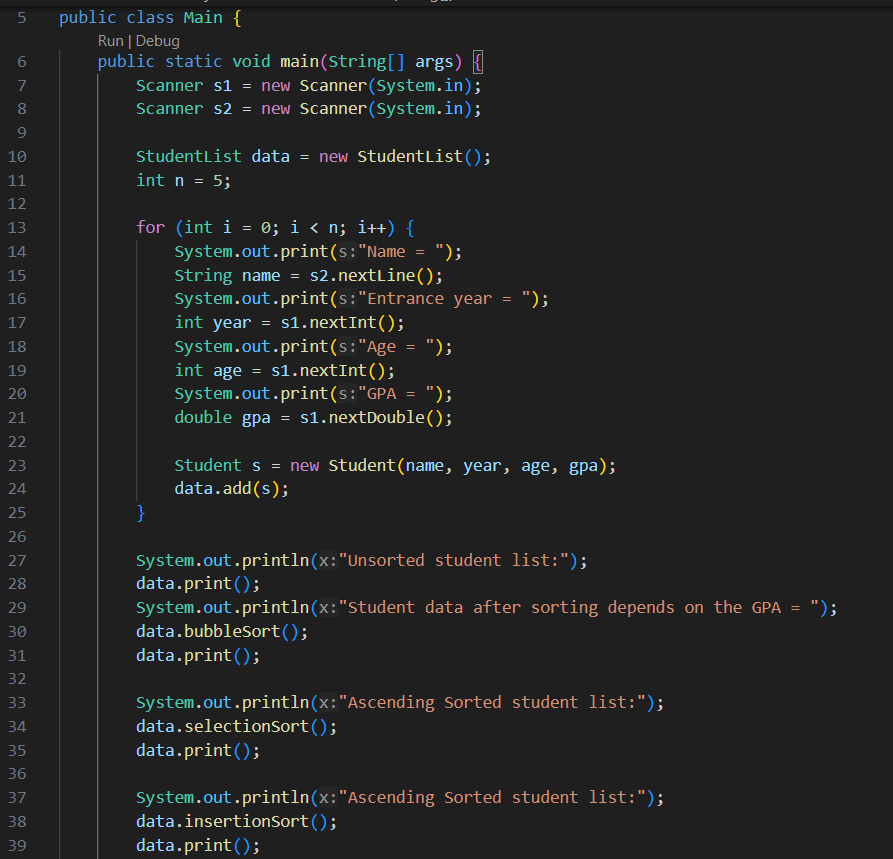 5 public class Main {
Run | Debug
6 public static void main(String[] args) {
7 Scanner s1 = new Scanner(System.in);
8 Scanner s2 = new Scanner(System.in);
9
10 StudentList data = new StudentList();
11 int n = 5;
12
13 for (int i = 0; i < n; i++) {
14 System.out.print(s:"Name = ");
15 String name = s2.nextLine();
16 System.out.print(s:"Entrance year = ");
17 int year = s1.nextInt();
18 System.out.print(s:"Age = ");
19 int age = s1.nextInt();
20 System.out.print(s:"GPA = ");
21 double gpa = s1.nextDouble();
22
23 Student s = new Student(name, year, age, gpa);
24 data.add(s);
25 }
26
27 System.out.println(x:"Unsorted student list:");
28 data.print();
29 System.out.println(x:"Student data after sorting depends on the GPA = ");
30 data.bubbleSort();
31 data.print();
32
33 System.out.println(x:"Ascending Sorted student list:");
34 data.selectionSort();
35 data.print();
36
37 System.out.println(x:"Ascending Sorted student list:");
38 data.insertionSort();
39 data.print();